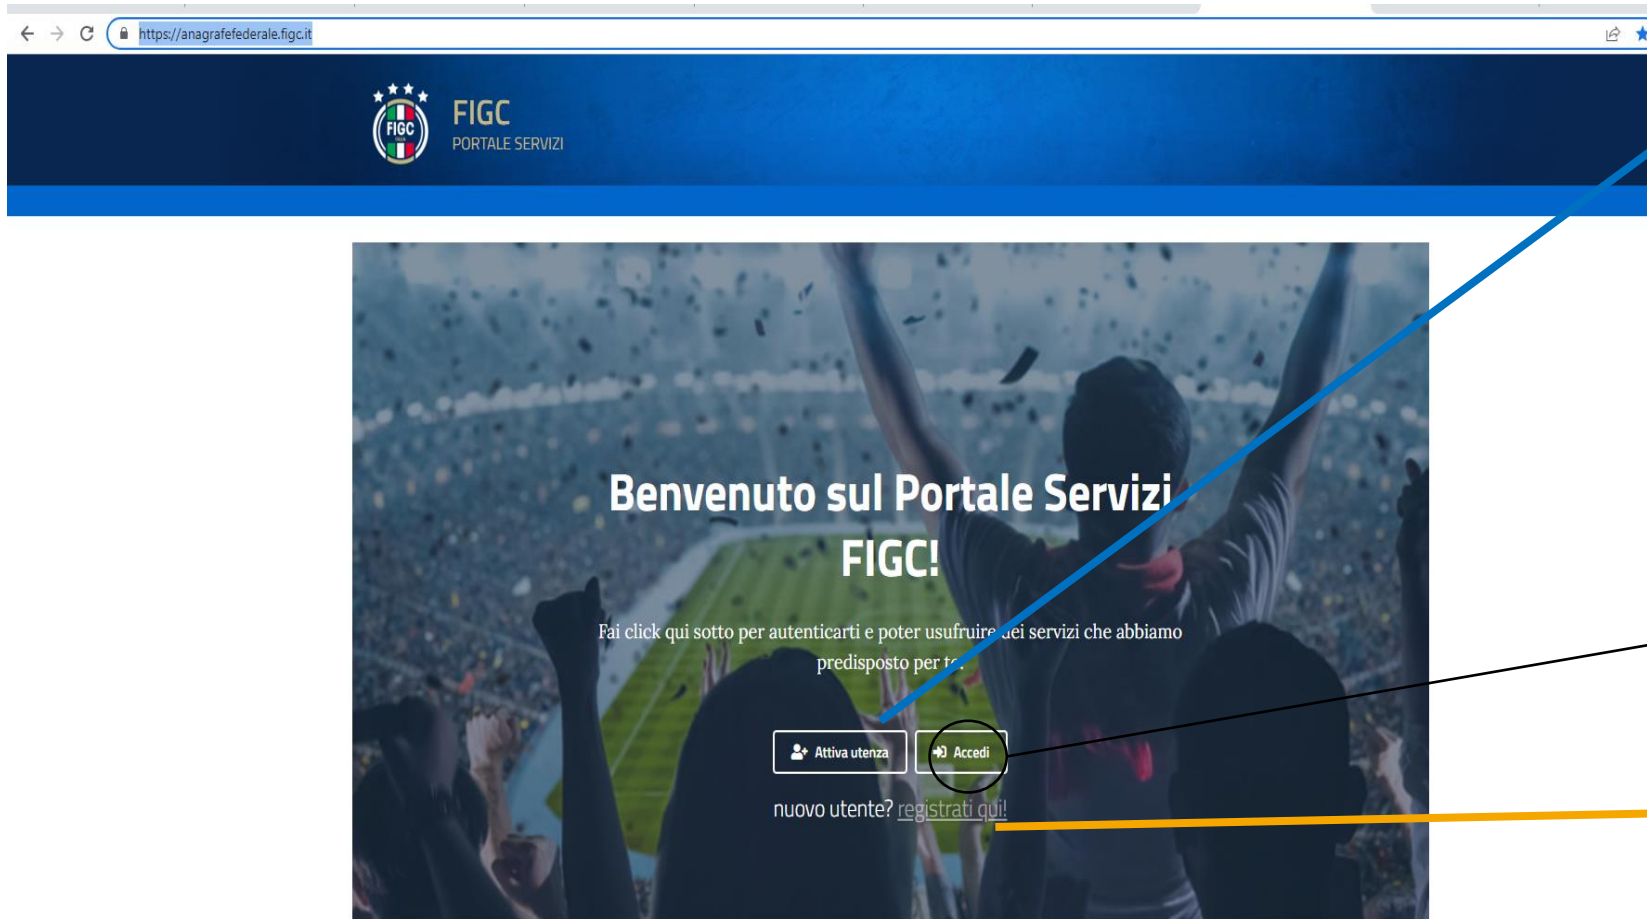 https://anagrafefederale.figc.it
FIGC
FIGC
PORTALE SERVIZI
Benvenuto sul Portale Servizi
FIGC!
Fai click qui sotto per autenticarti e poter usufruire dei servizi che abbiamo
predisposto per te.
Attiva utenza
Accedi
nuovo utente? registrati qui!